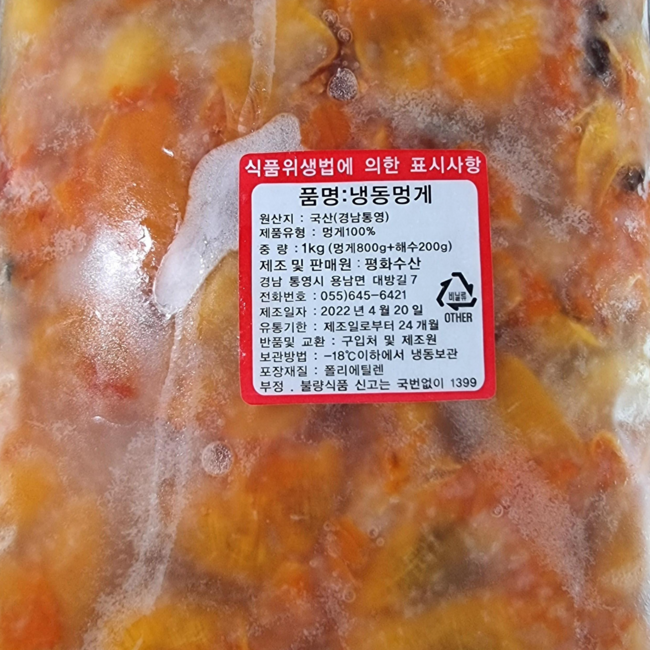 식품위생법에 의한 표시사항
품명:냉동멍게
원산지 : 국산(경남통영)
제품유형 : 멍게100%
중 량 : 1kg (멍게800g+해수200g)
제조 및 판매원 : 평화수산
경남 통영시 용남면 대방길 7
전화번호 : 055)645-6421
제조일자 : 2022 년 4 월 20 일
유통기한 : 제조일로부터 24 개월
반품및 교환 : 구입처 및 제조원
보관방법 : -18℃이하에서 냉동보관
포장재질 : 폴리에틸렌
부정 . 불량식품 신고는 국번없이 1399
비닐류
OTHER